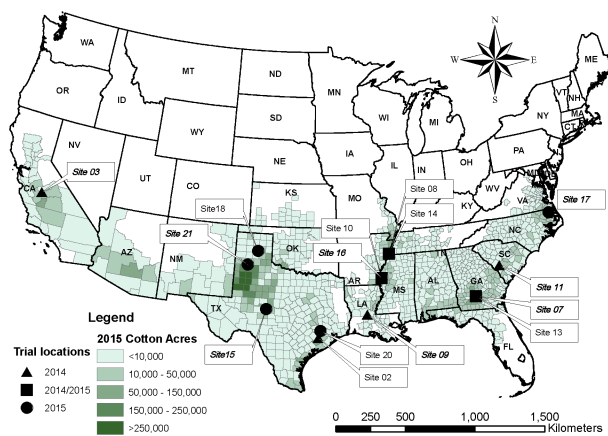 WA
MT
ND
MN
ME
OR
ID
SD
WI
MI
VT
NH
NY
MA
CT
WY
NE
IA
PA
NV
UT
CO
KS
MO
IL
IN
OH
WV
KY
VA
NC
CA
AZ
NM
OK
AR
MS
AL
GA
SC
TX
LA
FL
N
W
E
S
Site 03
Site18
Site 21
Site 10
Site 16
Site 08
Site 14
Site 17
Site 11
Site 07
Site 13
Site 09
Site 20
Site 02
Site15
Legend
Trial locations
2014
2014/2015
2015
2015 Cotton Acres
<10,000
10,000 - 50,000
50,000 - 150,000
150,000 - 250,000
>250,000
0
250
500
1,000
1,500
Kilometers